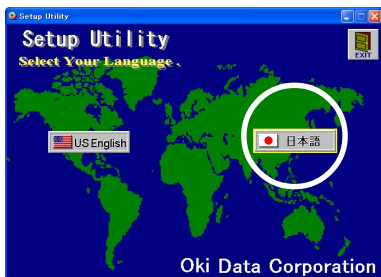 Setup Utility
Setup Utility
EXIT
Select Your Language .
US English
日本語
Oki Data Corporation